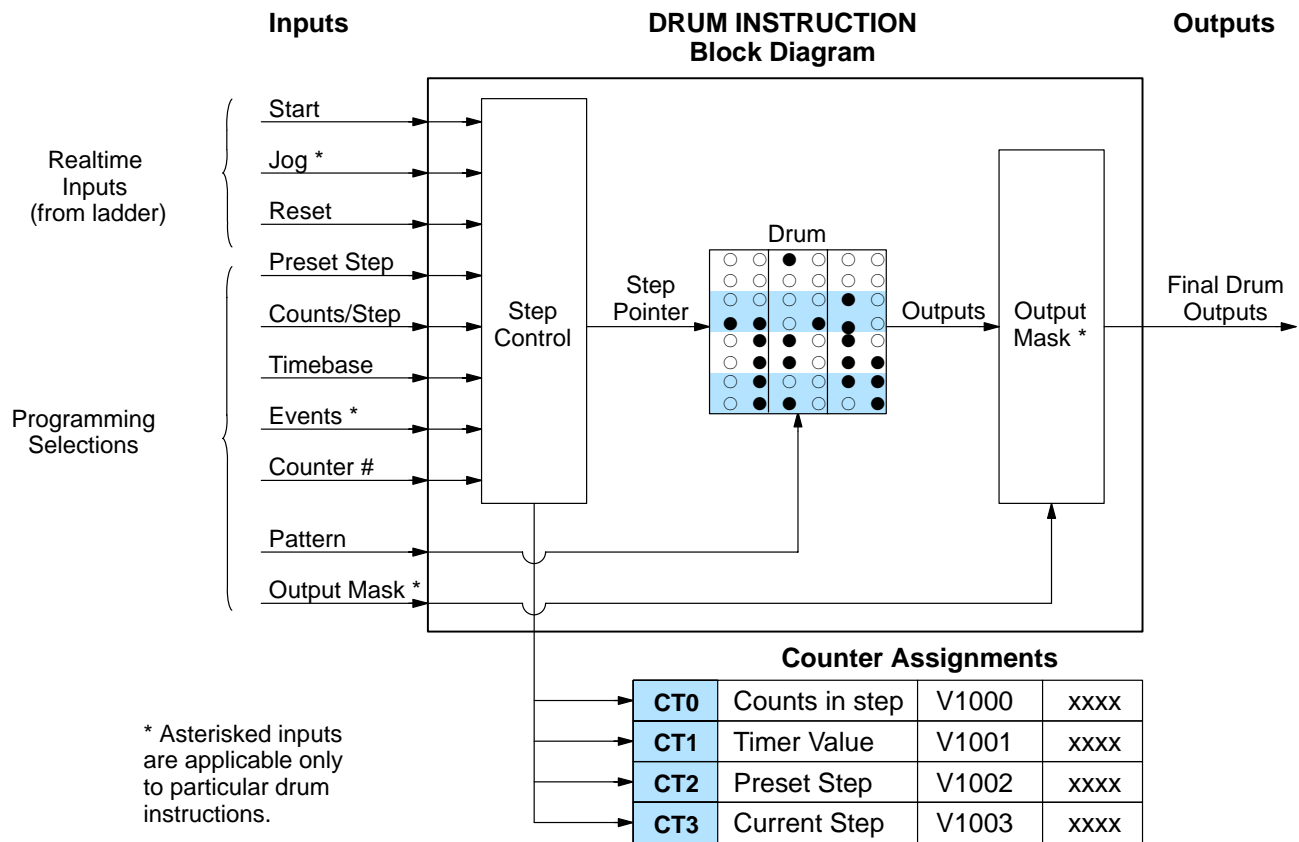 Inputs
DRUM INSTRUCTION
Block Diagram
Outputs
Realtime
Inputs
(from ladder)
Start
Jog *
Reset
Programming
Selections
Preset Step
Counts/Step
Timebase
Events *
Counter #
Pattern
Output Mask *
Step
Control
Step
Pointer
Drum
Outputs
Output
Mask *
Final Drum
Outputs
Counter Assignments
CT0 Counts in step V1000 xxxx
CT1 Timer Value V1001 xxxx
CT2 Preset Step V1002 xxxx
CT3 Current Step V1003 xxxx
* Asterisked inputs
are applicable only
to particular drum
instructions.